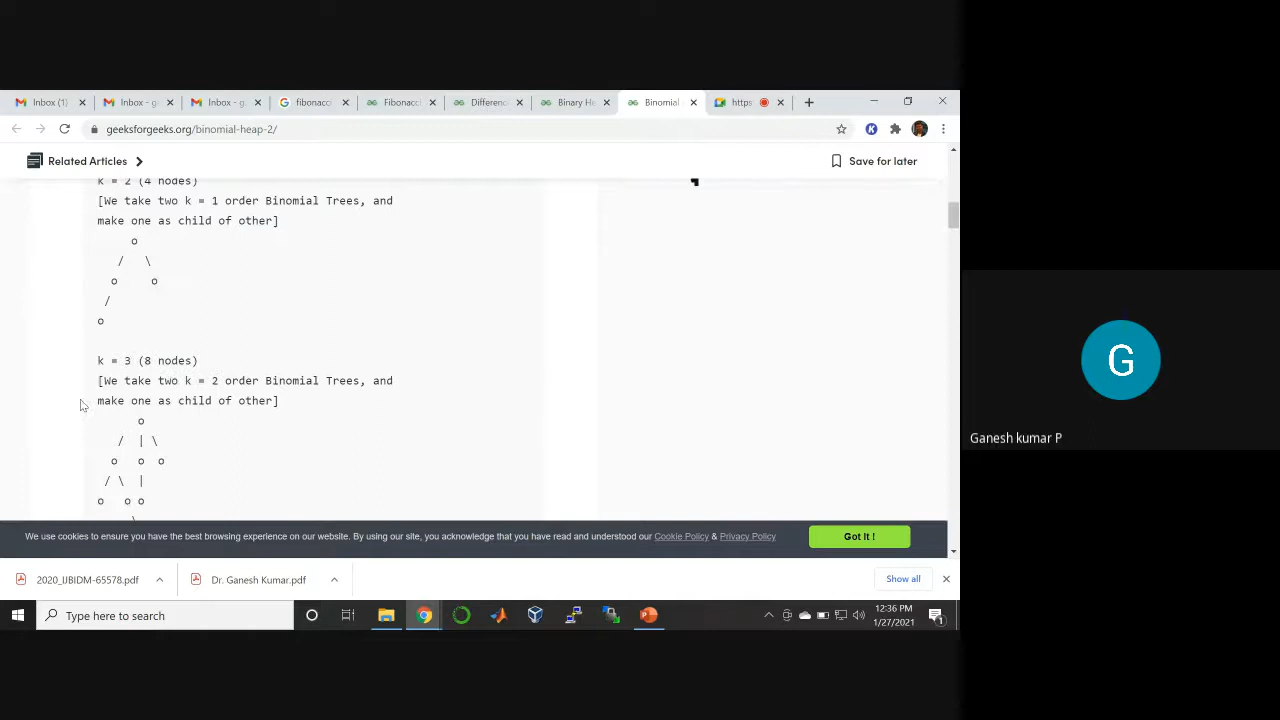 Inbox (1)
Inbox - g
Inbox - g
fibonacc
Fibonacci
Differenc
Binary He
Binomial
https
geeksforgeeks.org/binomial-heap-2/
K
Related Articles
Save for later
k = 2 (4 nodes)
[We take two k = 1 order Binomial Trees, and
make one as child of other]
o
/ \
o o
/
o
k = 3 (8 nodes)
[We take two k = 2 order Binomial Trees, and
make one as child of other]
o
/ | \
o o o
/ \ |
o o o
\
We use cookies to ensure you have the best browsing experience on our website. By using our site, you acknowledge that you have read and understood our Cookie Policy & Privacy Policy
Got It !
2020_IJBIDM-65578.pdf
Dr. Ganesh Kumar.pdf
Show all
Type here to search
12:36 PM
1/27/2021
G
Ganesh kumar P